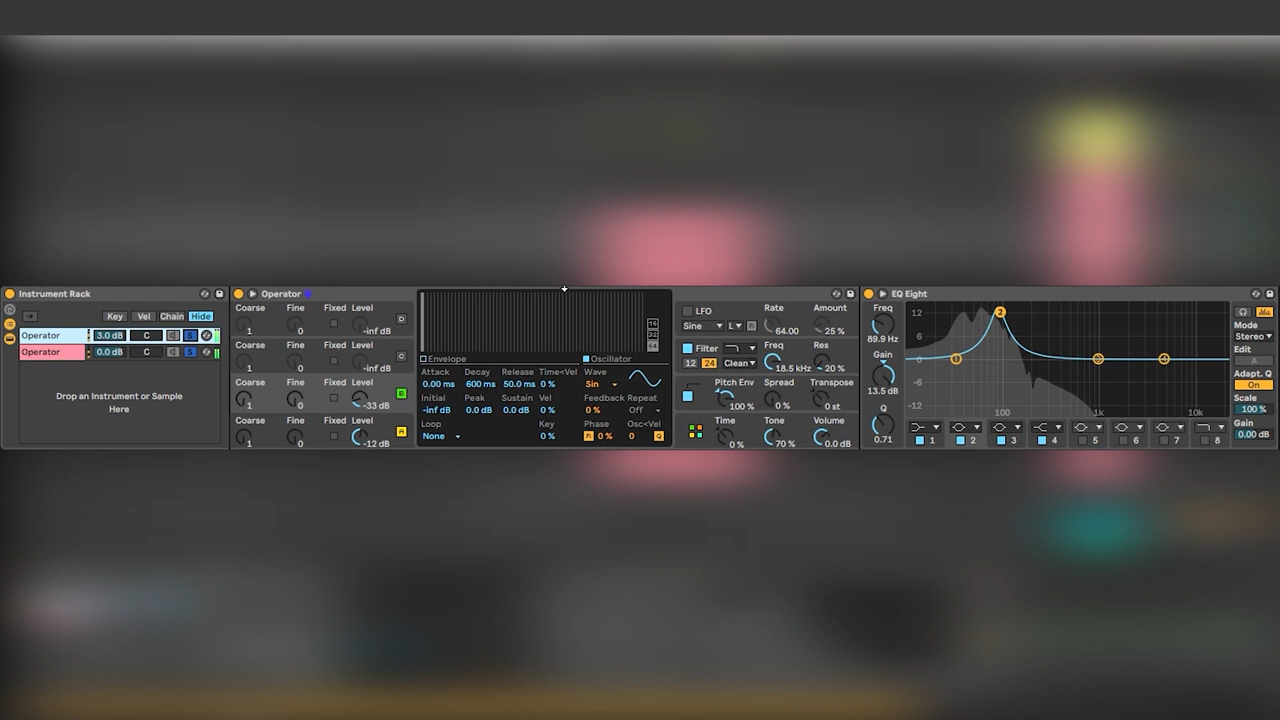 Instrument Rack
Key Vel Chain Hide
Operator 3.0 dB C S
Operator 0.0 dB C S
Drop an Instrument or Sample
Here
Operator
Coarse Fine Fixed Level
1 0 -inf dB D
Coarse Fine Fixed Level
1 0 -inf dB C
Coarse Fine Fixed Level
1 0 -33 dB B
Coarse Fine Fixed Level
1 0 -12 dB A
16
32
64
Envelope Oscillator
Attack Decay Release Time<Vel Wave
0.00 ms 600 ms 50.0 ms 0 % Sin
Initial Peak Sustain Vel Feedback Repeat
-inf dB 0.0 dB 0.0 dB 0 % 0 % Off
Loop Key Phase Osc<Vel
None 0 % R 0 % 0 Q
LFO Rate Amount
Sine L R 64.00 25 %
Filter Freq Res
12 24 Clean 18.5 kHz 20 %
Pitch Env Spread Transpose
100 % 0 % 0 st
Time Tone Volume
0 % 70 % 0.0 dB
EQ Eight
Freq
89.9 Hz
Gain
13.5 dB
Q
0.71
12
6
0
-6
-12
100 1k 10k
1 2 3 4
1 2 3 4 5 6 7 8
Mode
Stereo
Edit
A
Adapt. Q
On
Scale
100 %
Gain
0.00 dB